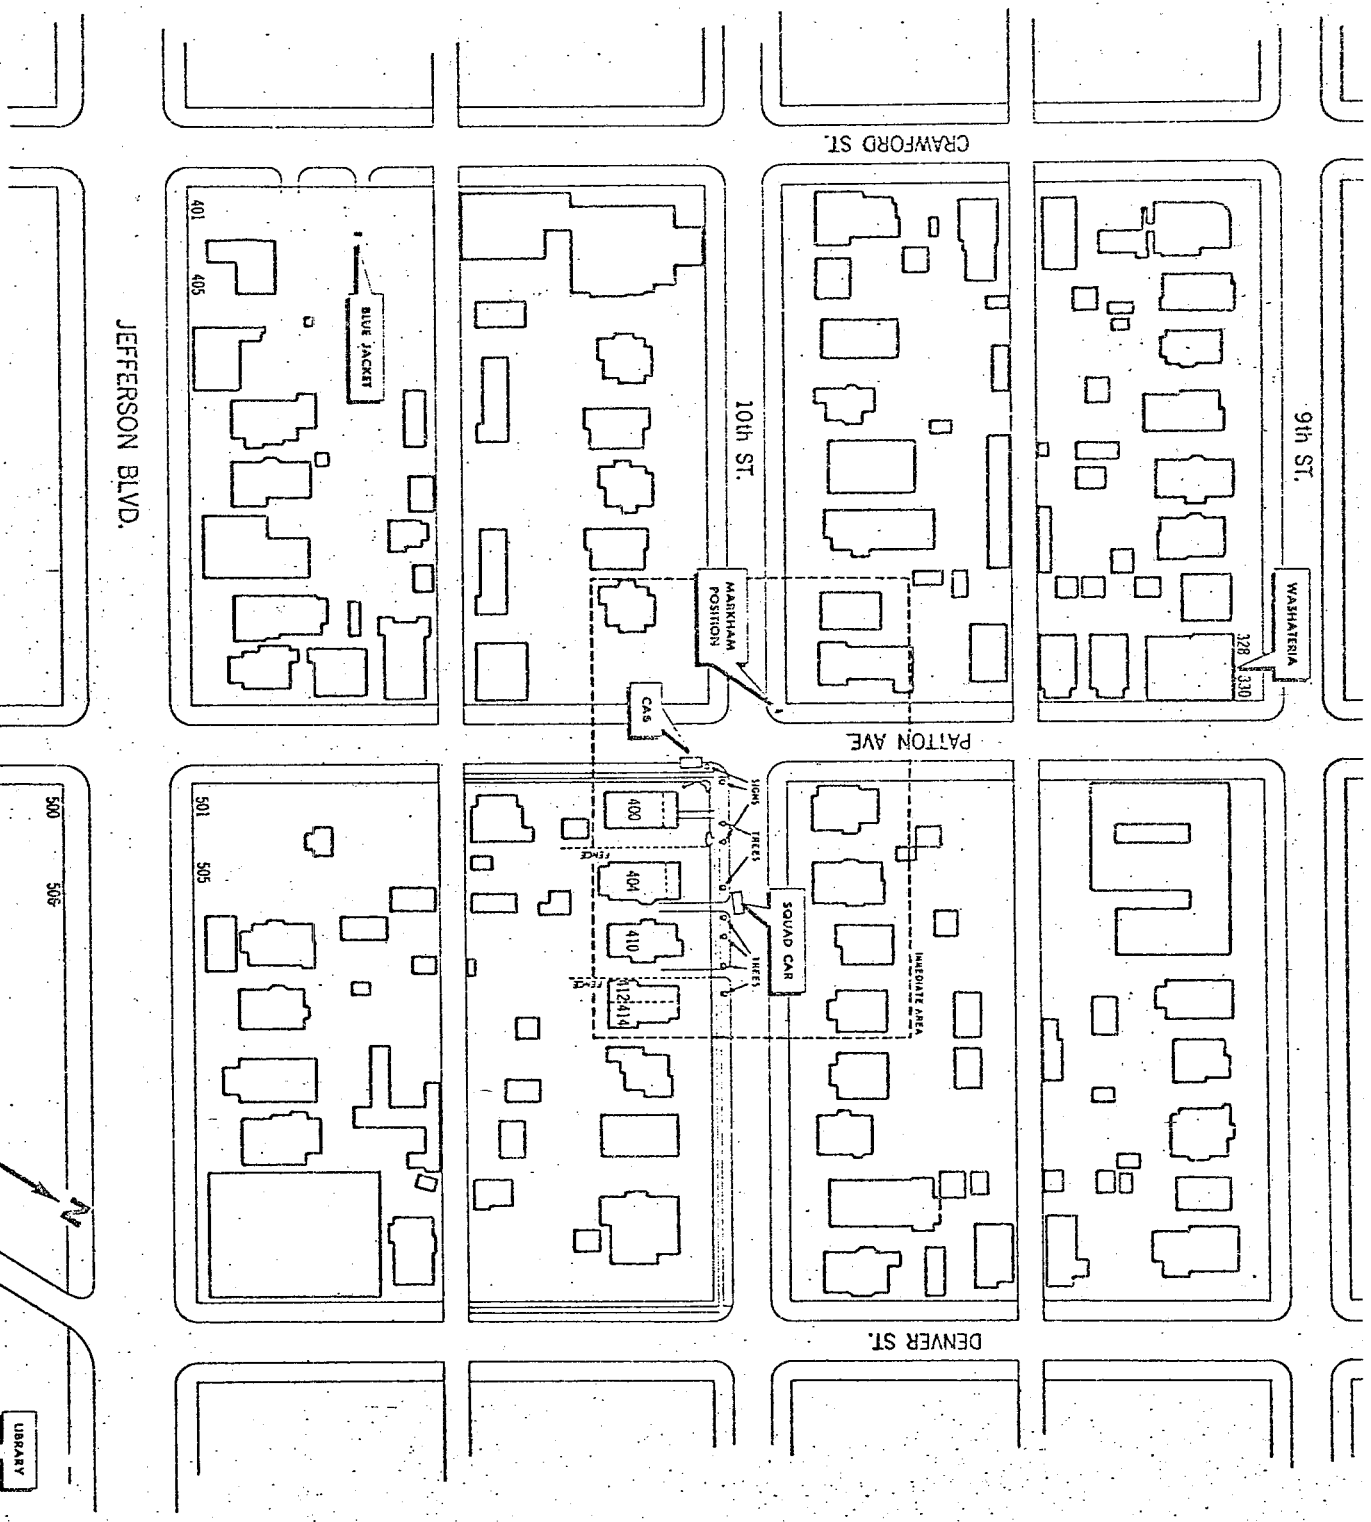 CRAWFORD ST.
401
405
BLUE JACKET
JEFFERSON BLVD.
10th ST.
9th ST.
MARKHAM
POSITION
WASHATERIA
328
330
CAB
PATTON AVE.
SIGNS
TREES
400
FENCE
404
SQUAD CAR
410
TREES
FENCE
412
414
IMMEDIATE AREA
501
505
500
506
N
DENVER ST.
LIBRARY